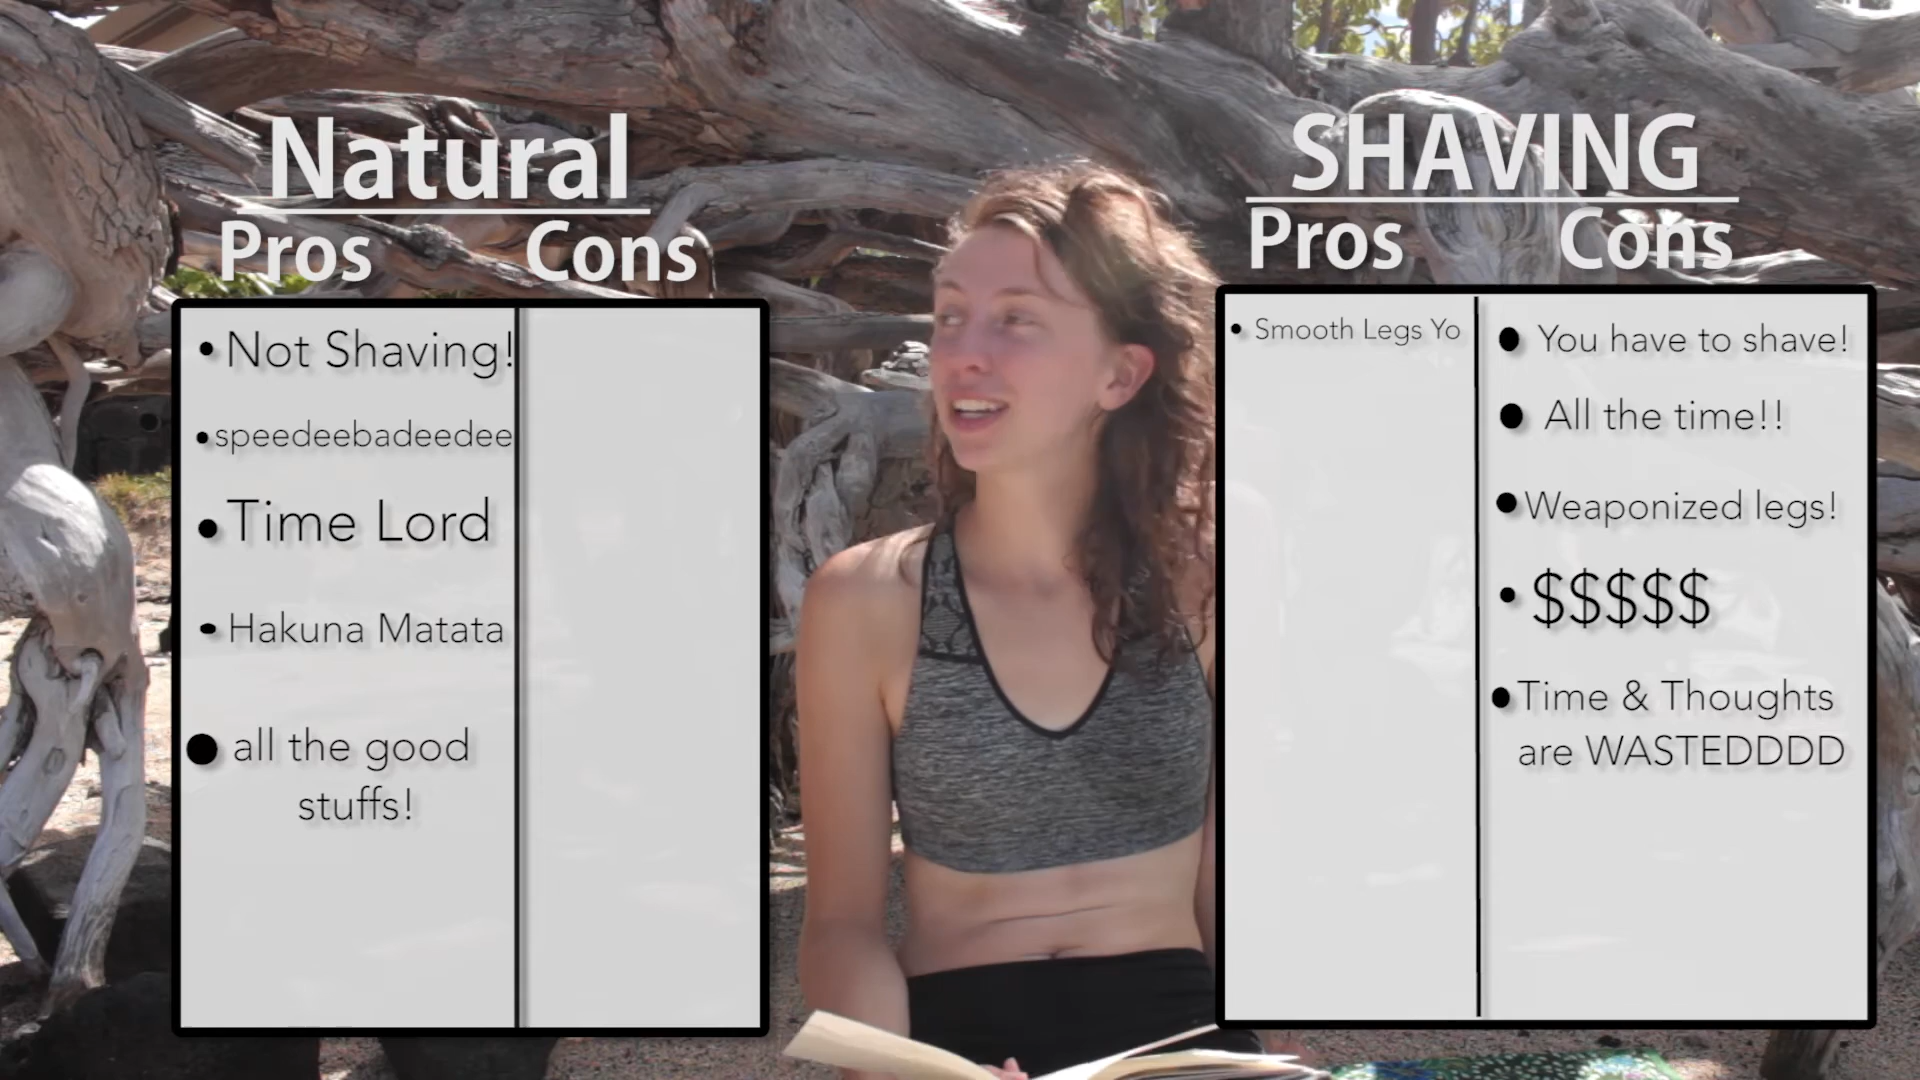 Natural
Pros Cons
• Not Shaving!
• speedeebadeedee
• Time Lord
• Hakuna Matata
• all the good
stuffs!
SHAVING
Pros Cons
• Smooth Legs Yo
• You have to shave!
• All the time!!
• Weaponized legs!
• $$$$$
• Time & Thoughts
are WASTEDDDD